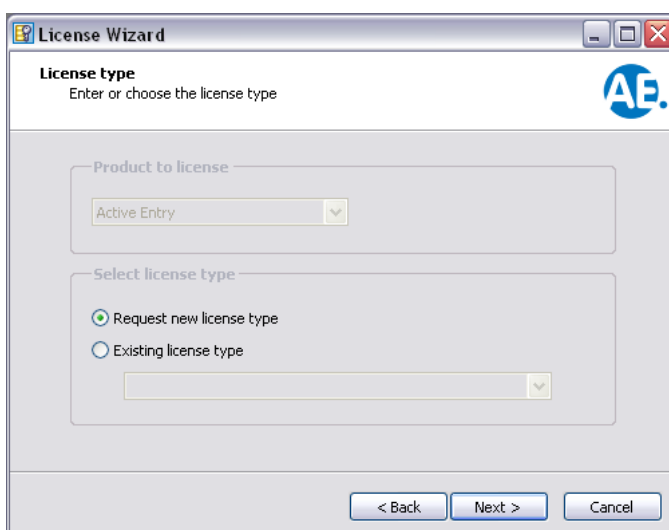 License Wizard
License type
Enter or choose the license type
AE.
Product to license
Active Entry
Select license type
Request new license type
Existing license type
< Back Next > Cancel